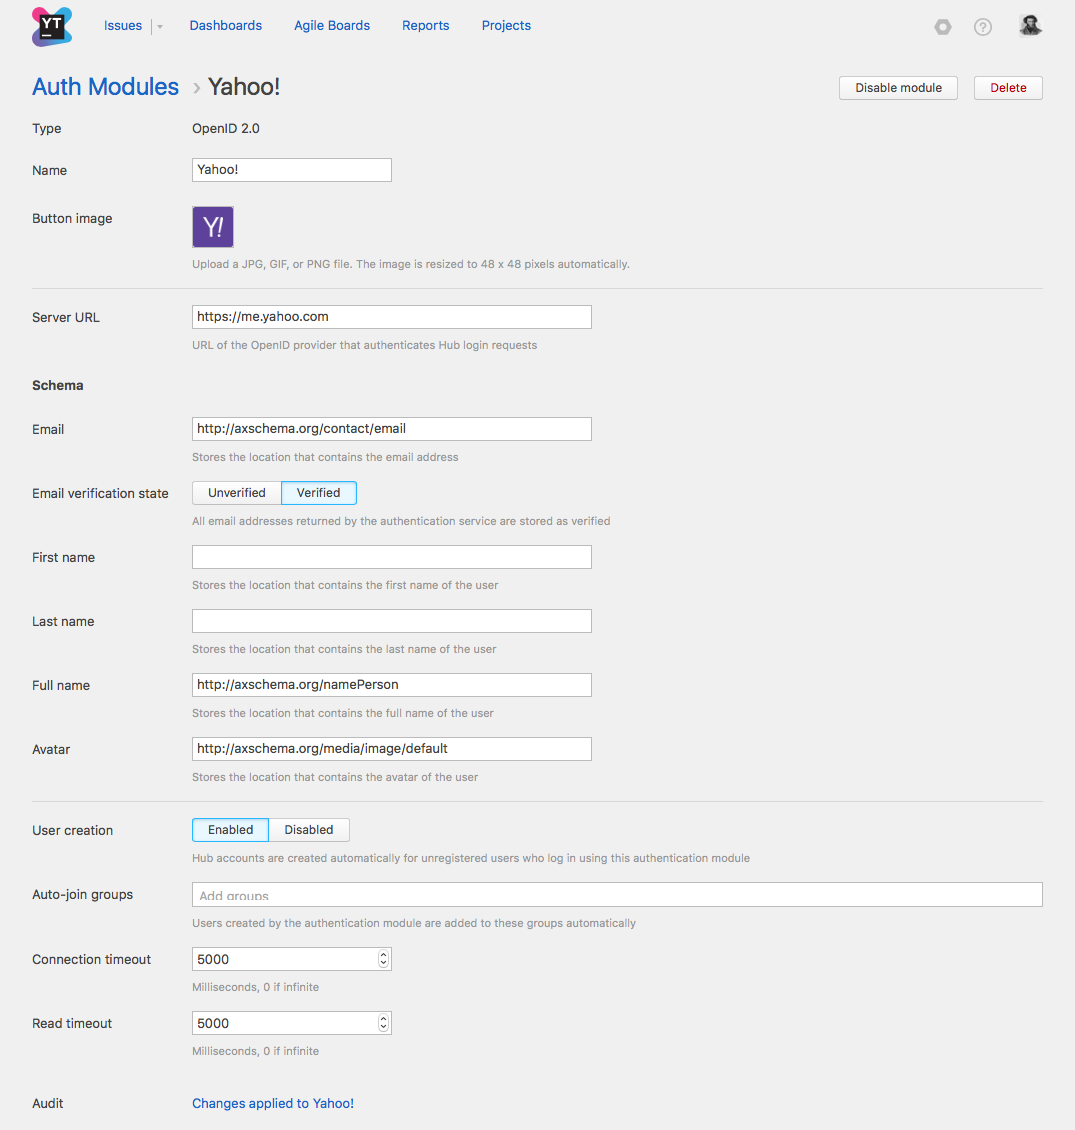 YT
Issues Dashboards Agile Boards Reports Projects ?
Auth Modules › Yahoo! Disable module Delete
Type OpenID 2.0
Name Yahoo!
Button image Y!
Upload a JPG, GIF, or PNG file. The image is resized to 48 x 48 pixels automatically.
Server URL https://me.yahoo.com
URL of the OpenID provider that authenticates Hub login requests
Schema
Email http://axschema.org/contact/email
Stores the location that contains the email address
Email verification state Unverified Verified
All email addresses returned by the authentication service are stored as verified
First name
Stores the location that contains the first name of the user
Last name
Stores the location that contains the last name of the user
Full name http://axschema.org/namePerson
Stores the location that contains the full name of the user
Avatar http://axschema.org/media/image/default
Stores the location that contains the avatar of the user
User creation Enabled Disabled
Hub accounts are created automatically for unregistered users who log in using this authentication module
Auto-join groups Add groups
Users created by the authentication module are added to these groups automatically
Connection timeout 5000
Milliseconds, 0 if infinite
Read timeout 5000
Milliseconds, 0 if infinite
Audit Changes applied to Yahoo!